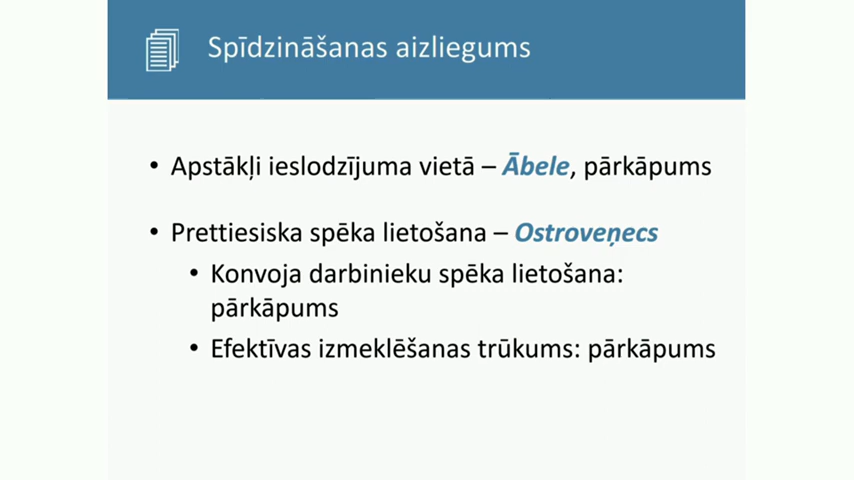 Spīdzināšanas aizliegums
• Apstākļi ieslodzījuma vietā – Ābele, pārkāpums
• Prettiesiska spēka lietošana – Ostroveņecs
• Konvoja darbinieku spēka lietošana:
pārkāpums
• Efektīvas izmeklēšanas trūkums: pārkāpums